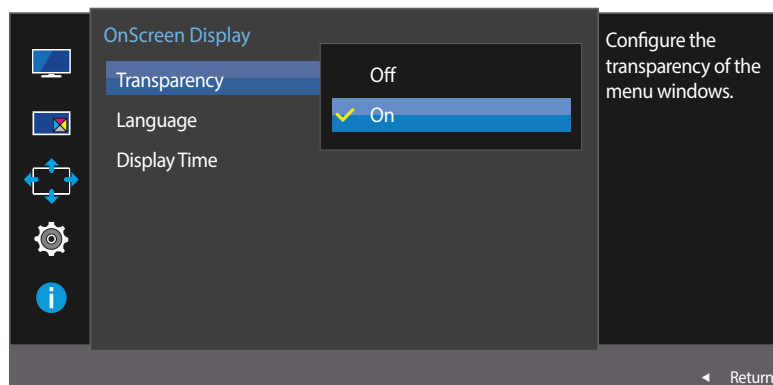 OnScreen Display
Transparency
Language
Display Time
Off
On
Configure the
transparency of the
menu windows.
Return